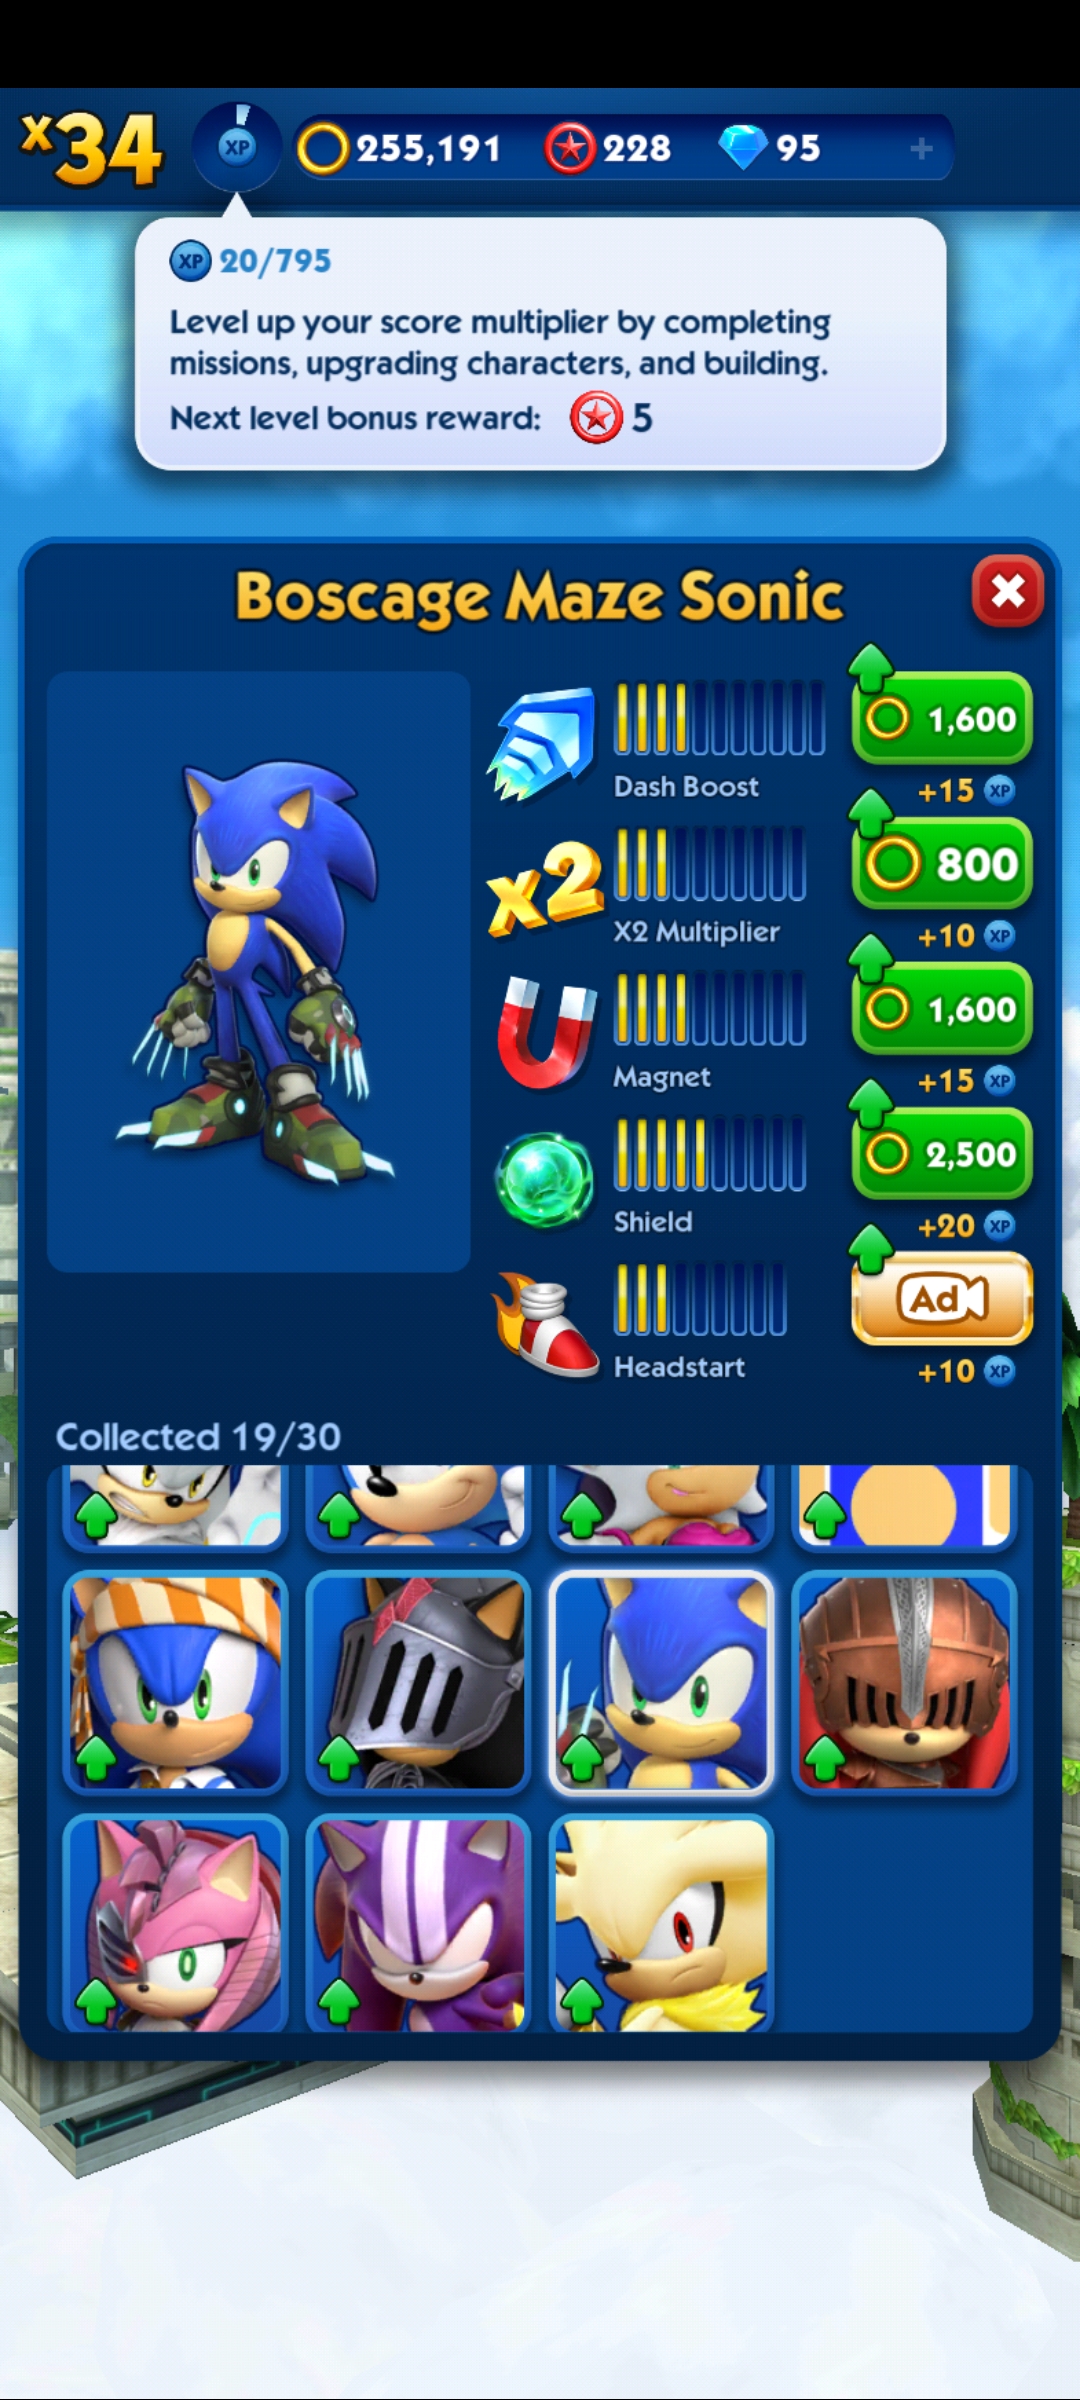 x34
XP
255,191
228
95
+
XP 20/795
Level up your score multiplier by completing
missions, upgrading characters, and building.
Next level bonus reward: 5
Boscage Maze Sonic
1,600
Dash Boost
+15 XP
x2
800
X2 Multiplier
+10 XP
1,600
Magnet
+15 XP
2,500
Shield
+20 XP
Ad
Headstart
+10 XP
Collected 19/30